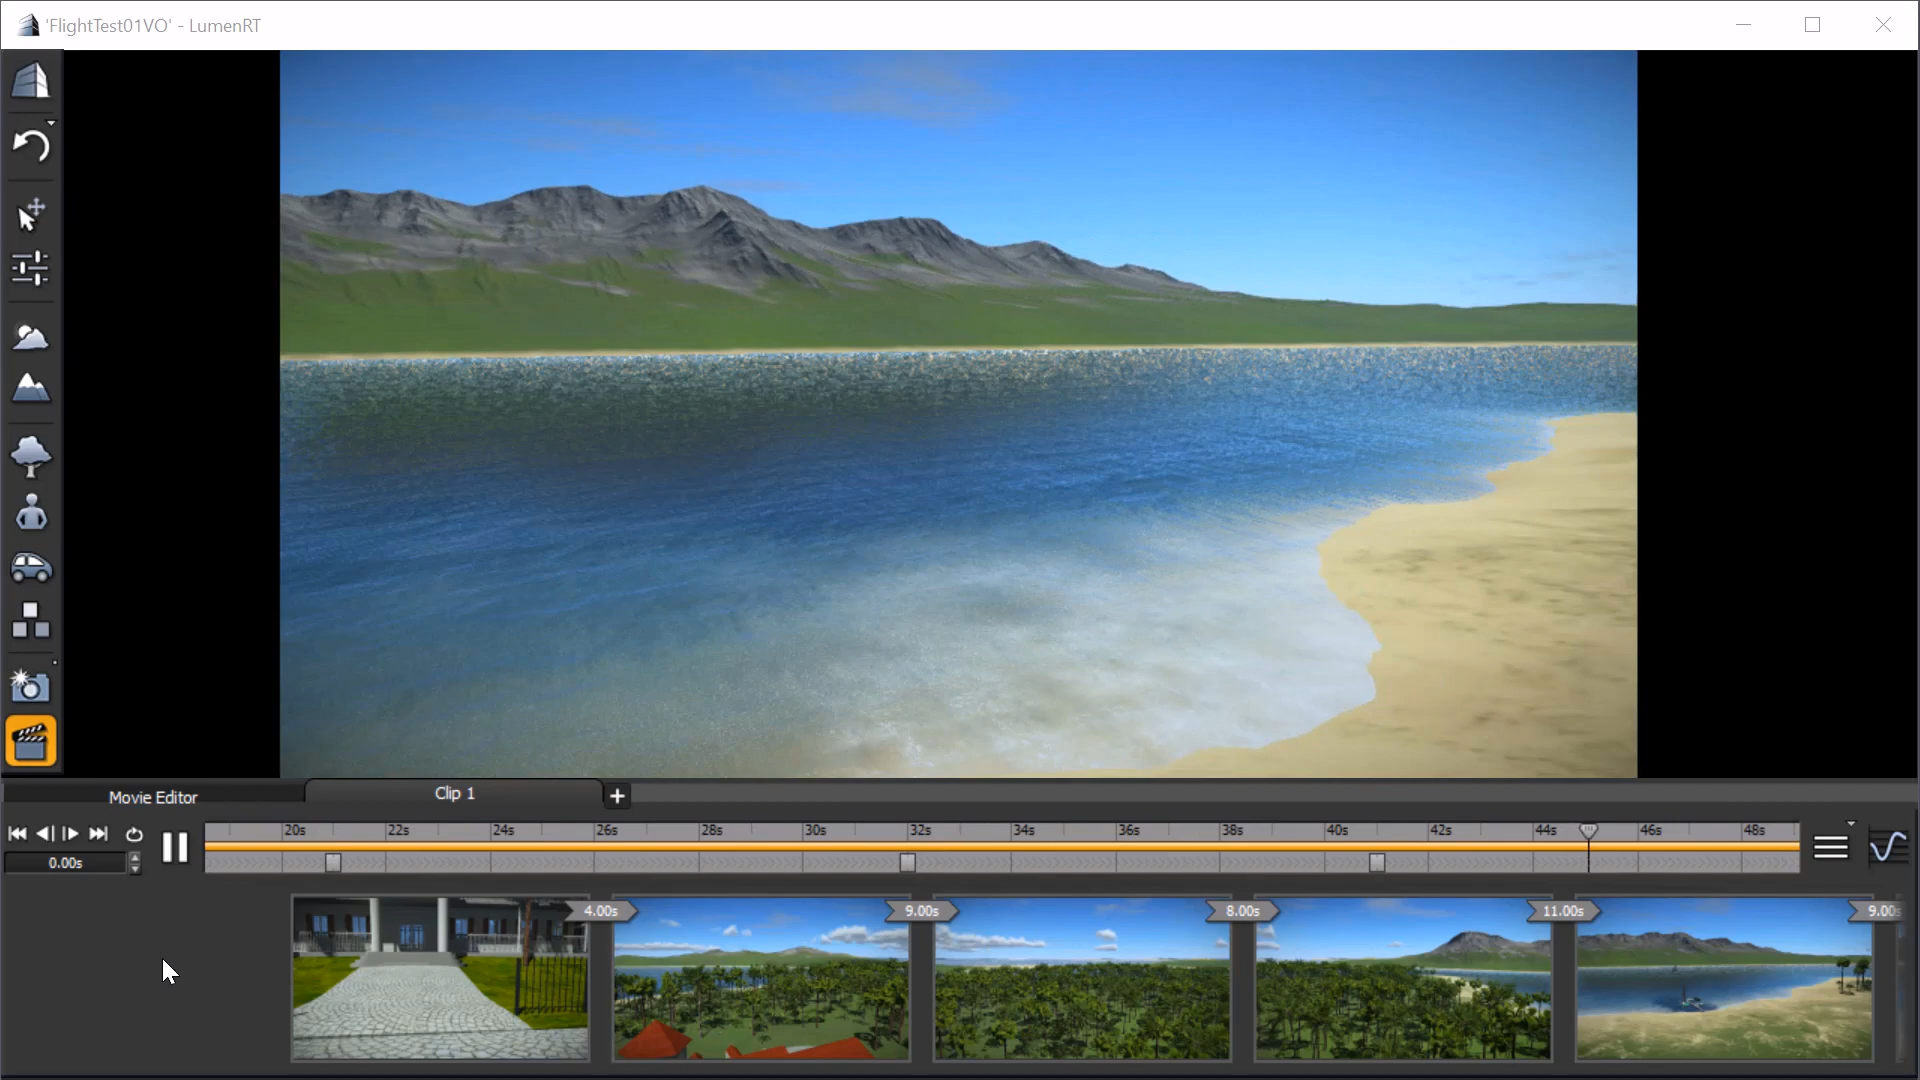 'FlightTest01VO' - LumenRT
Movie Editor
Clip 1
+
20s 22s 24s 26s 28s 30s 32s 34s 36s 38s 40s 42s 44s 46s 48s
0.00s
4.00s 9.00s 8.00s 11.00s 9.00s